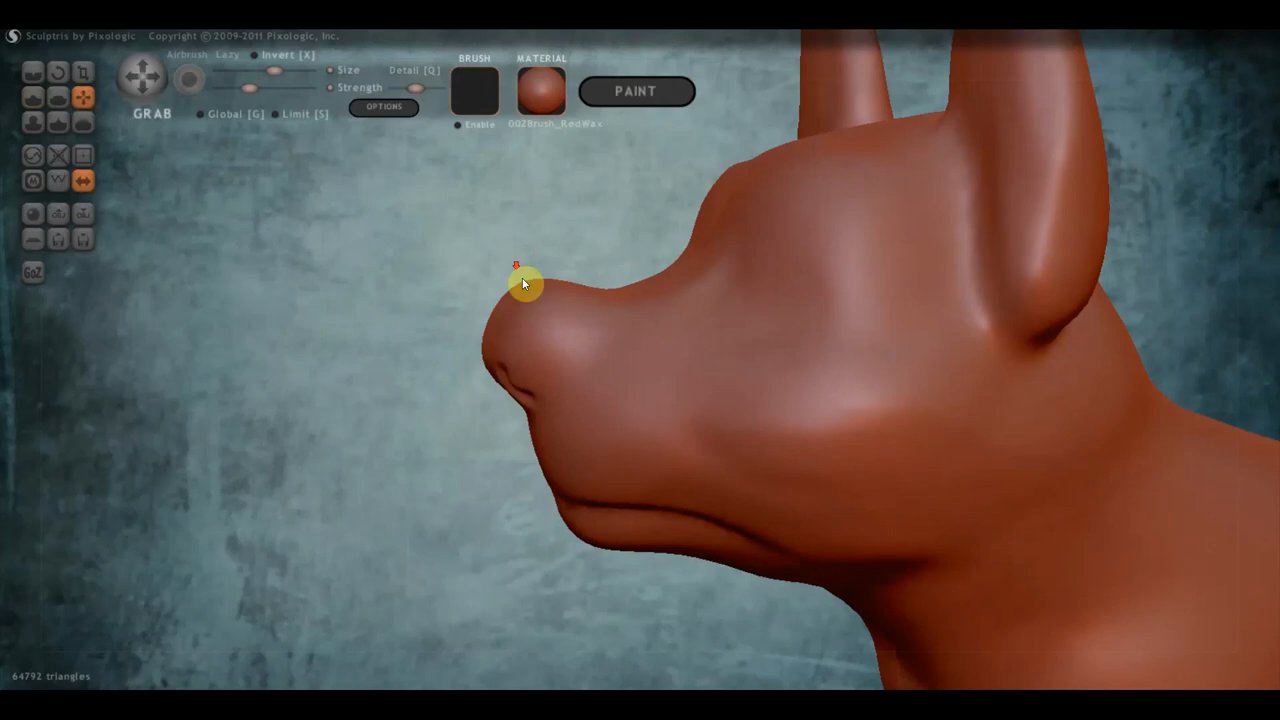 Sculptris by Pixologic Copyright © 2009-2011 Pixologic, Inc.
Airbrush Lazy Invert [X]
Size Detail [Q]
Strength
OPTIONS
GRAB Global [G] Limit [S]
BRUSH MATERIAL
PAINT
Enable 00ZBrush_RedWax
GoZ
64792 triangles